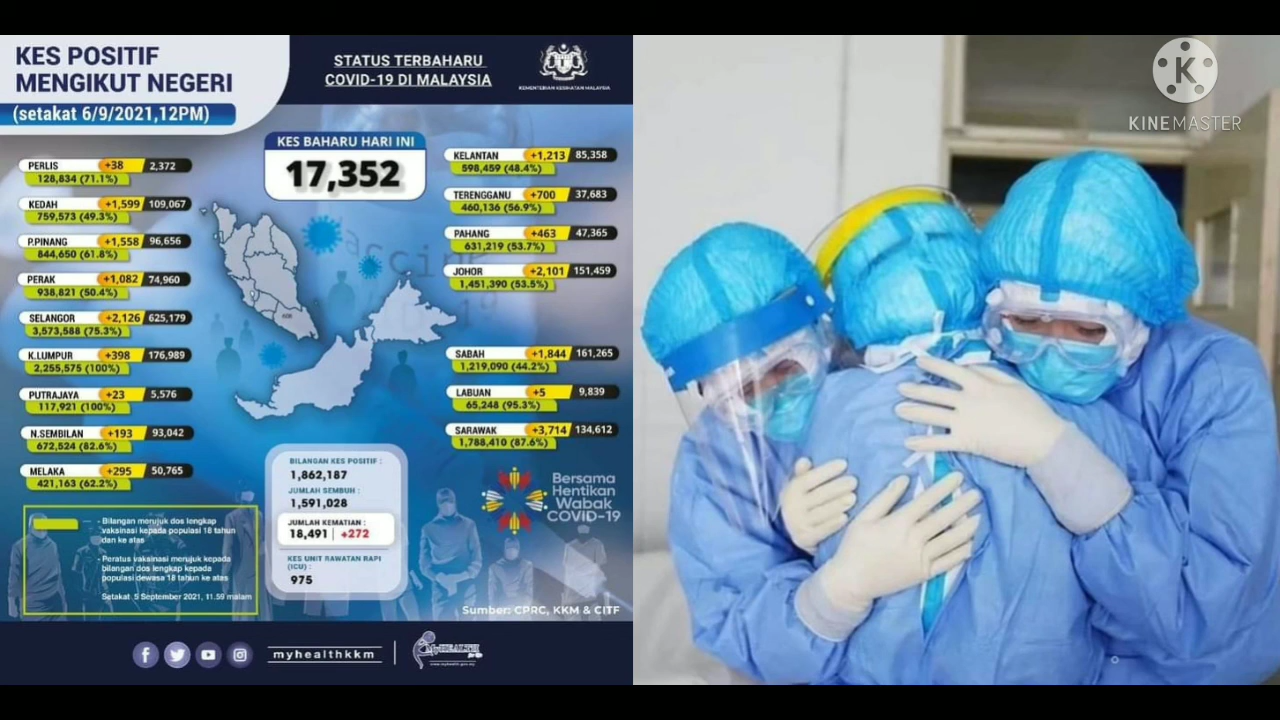 KES POSITIF
MENGIKUT NEGERI
(setakat 6/9/2021,12PM)
STATUS TERBAHARU
COVID-19 DI MALAYSIA
KEMENTERIAN KESIHATAN MALAYSIA
KES BAHARU HARI INI
17,352
PERLIS +38 2,372
128,834 (71.1%)
KEDAH +1,599 109,067
759,573 (49.3%)
P.PINANG +1,558 96,656
844,650 (61.8%)
PERAK +1,082 74,960
938,821 (50.4%)
SELANGOR +2,126 625,179
3,573,588 (75.3%)
K.LUMPUR +398 176,989
2,255,575 (100%)
PUTRAJAYA +23 5,576
117,921 (100%)
N.SEMBILAN +193 93,042
672,524 (82.6%)
MELAKA +295 50,765
421,163 (62.2%)
KELANTAN +1,213 85,358
598,459 (48.4%)
TERENGGANU +700 37,683
460,136 (56.9%)
PAHANG +463 47,365
631,219 (53.7%)
JOHOR +2,101 151,459
1,451,390 (53.5%)
SABAH +1,844 161,265
1,219,090 (44.2%)
LABUAN +5 9,839
65,248 (95.3%)
SARAWAK +3,714 134,612
1,788,410 (87.6%)
BILANGAN KES POSITIF :
1,862,187
JUMLAH SEMBUH :
1,591,028
JUMLAH KEMATIAN :
18,491 | +272
KES UNIT RAWATAN RAPI
(ICU) :
975
- Bilangan merujuk dos lengkap
vaksinasi kepada populasi 18 tahun
dan ke atas
- Peratus vaksinasi merujuk kepada
bilangan dos lengkap kepada
populasi dewasa 18 tahun ke atas
Setakat 5 September 2021, 11.59 malam
Bersama
Hentikan
Wabak
COVID-19
Sumber: CPRC, KKM & CITF
myhealthkkm
MyHEALTH
www.myhealth.gov.my
K
KINEMASTER